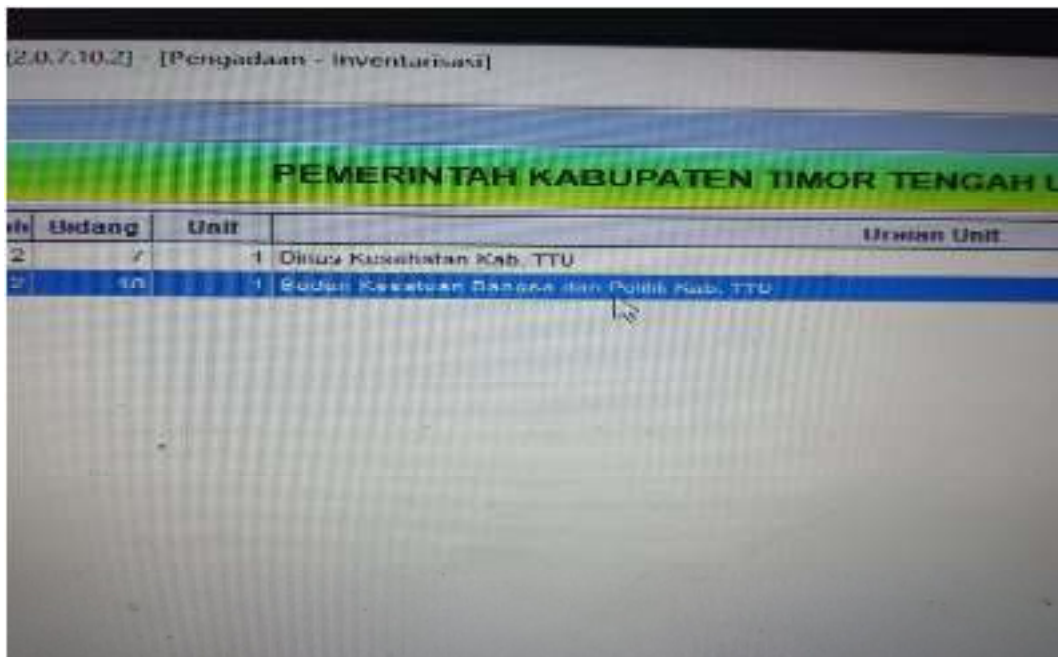 [2.0.7.10.2] - [Pengadaan - Inventarisasi]
PEMERINTAH KABUPATEN TIMOR TENGAH U
Bidang Unit Uraian Unit
2 7 1 Dinas Kesehatan Kab. TTU
2 10 1 Badan Kesatuan Bangsa dan Politik Kab. TTU